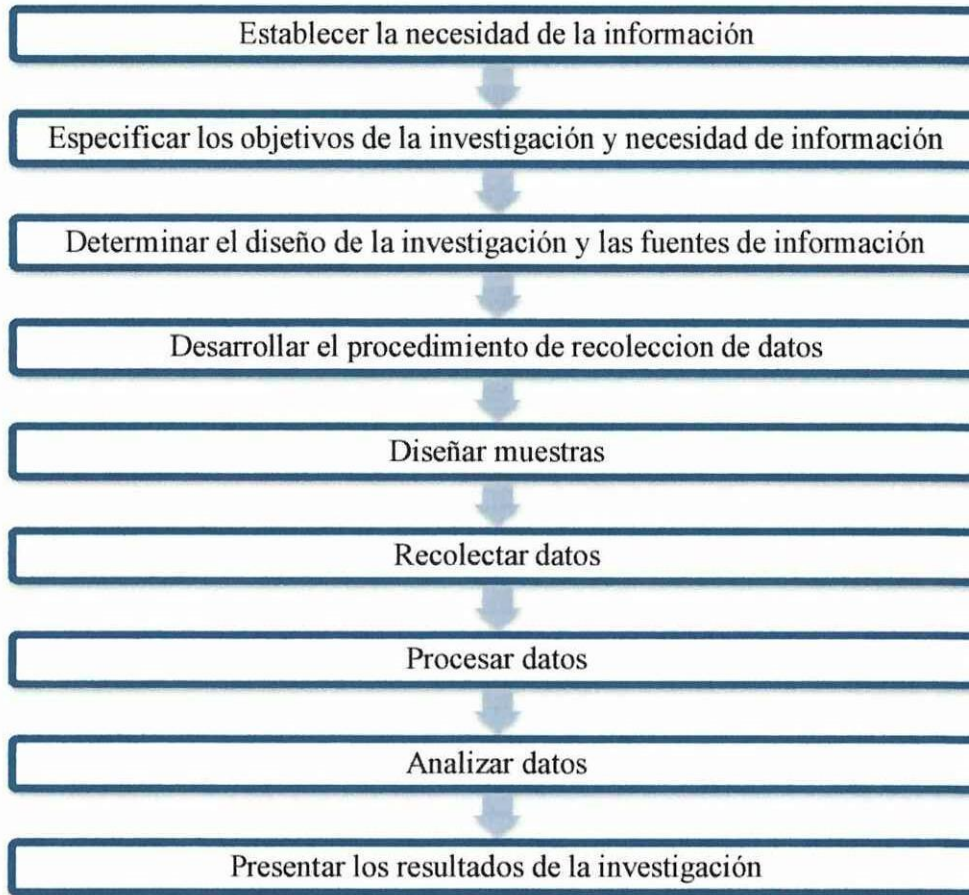 Establecer la necesidad de la información
Especificar los objetivos de la investigación y necesidad de información
Determinar el diseño de la investigación y las fuentes de información
Desarrollar el procedimiento de recoleccion de datos
Diseñar muestras
Recolectar datos
Procesar datos
Analizar datos
Presentar los resultados de la investigación